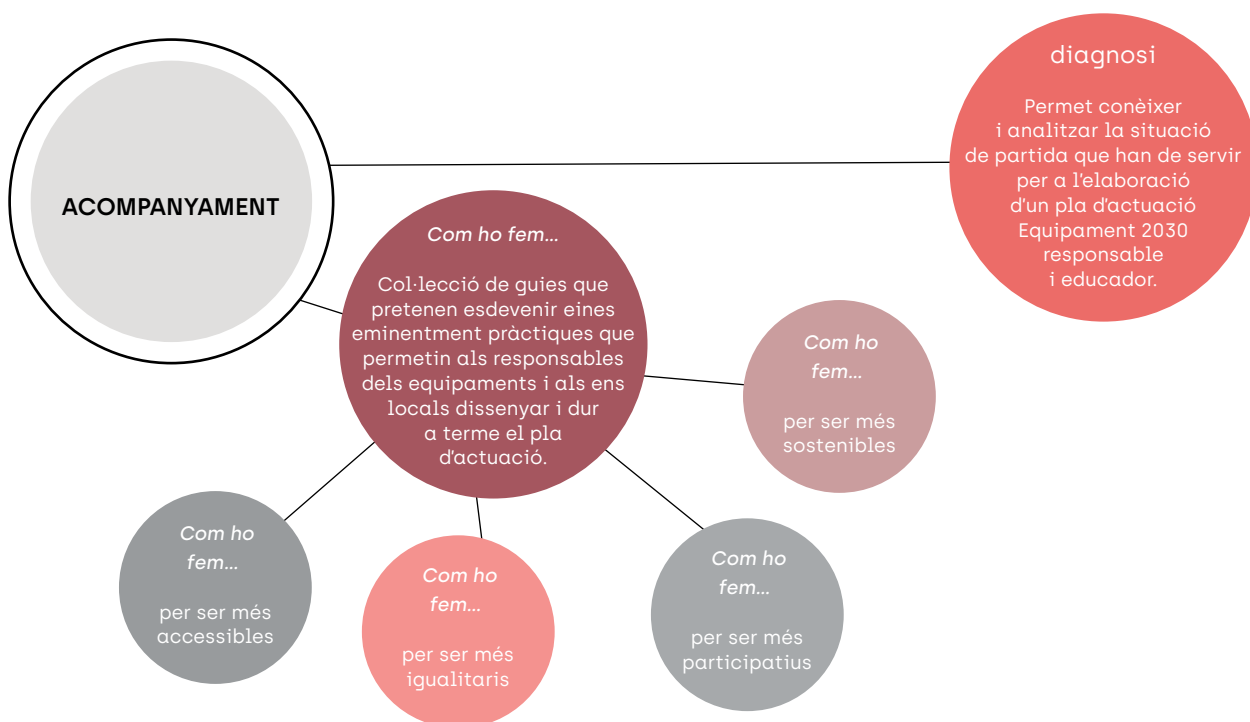 ACOMPANYAMENT
diagnosi
Permet conèixer
i analitzar la situació
de partida que han de servir
per a l'elaboració
d'un pla d'actuació
Equipament 2030
responsable
i educador.
Com ho fem...
Col·lecció de guies que
pretenen esdevenir eines
eminentment pràctiques que
permetin als responsables
dels equipaments i als ens
locals dissenyar i dur
a terme el pla
d'actuació.
Com ho
fem...
per ser més
sostenibles
Com ho
fem...
per ser més
accessibles
Com ho
fem...
per ser més
igualitaris
Com ho
fem...
per ser més
participatius